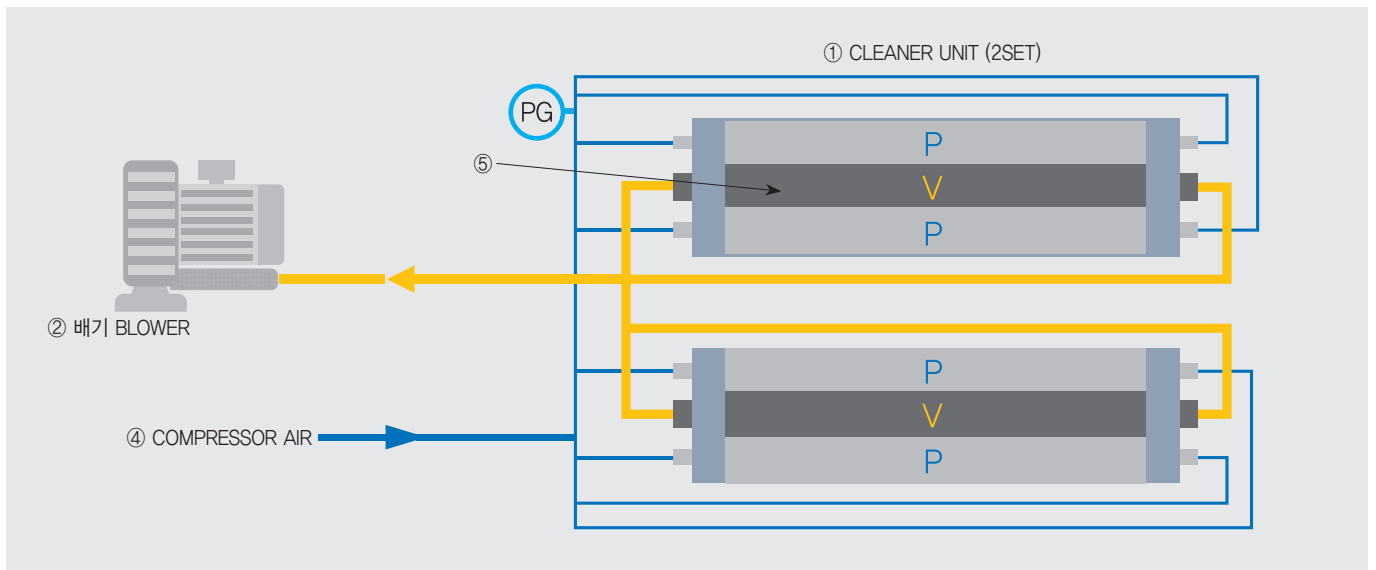 ① CLEANER UNIT (2SET)
PG
P
⑤
V
P
② 배기 BLOWER
P
V
④ COMPRESSOR AIR
P